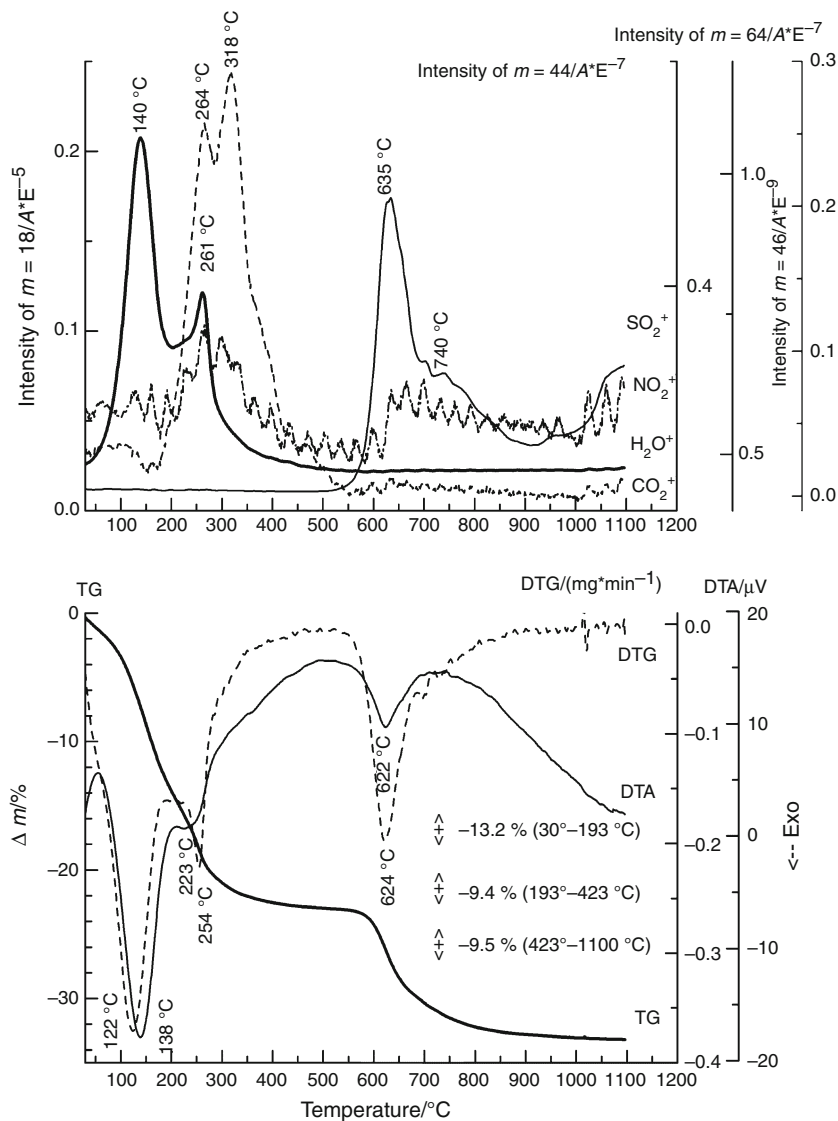 Intensity of m = 64/A*E⁻⁷
Intensity of m = 44/A*E⁻⁷
Intensity of m = 18/A*E⁻⁵
Intensity of m = 46/A*E⁻⁹
0.2
0.1
0.0
0.4
1.0
0.5
0.3
0.2
0.1
0.0
140 °C
264 °C
318 °C
261 °C
635 °C
740 °C
SO₂⁺
NO₂⁺
H₂O⁺
CO₂⁺
100 200 300 400 500 600 700 800 900 1000 1100 1200
TG
DTG/(mg*min⁻¹)
DTA/μV
Δ m/%
0
−10
−20
−30
0.0
−0.1
−0.2
−0.3
−0.4
20
10
0
−10
−20
<-- Exo
DTG
DTA
TG
122 °C
138 °C
223 °C
254 °C
622 °C
624 °C
−13.2 % (30°–193 °C)
−9.4 % (193°–423 °C)
−9.5 % (423°–1100 °C)
100 200 300 400 500 600 700 800 900 1000 1100 1200
Temperature/°C